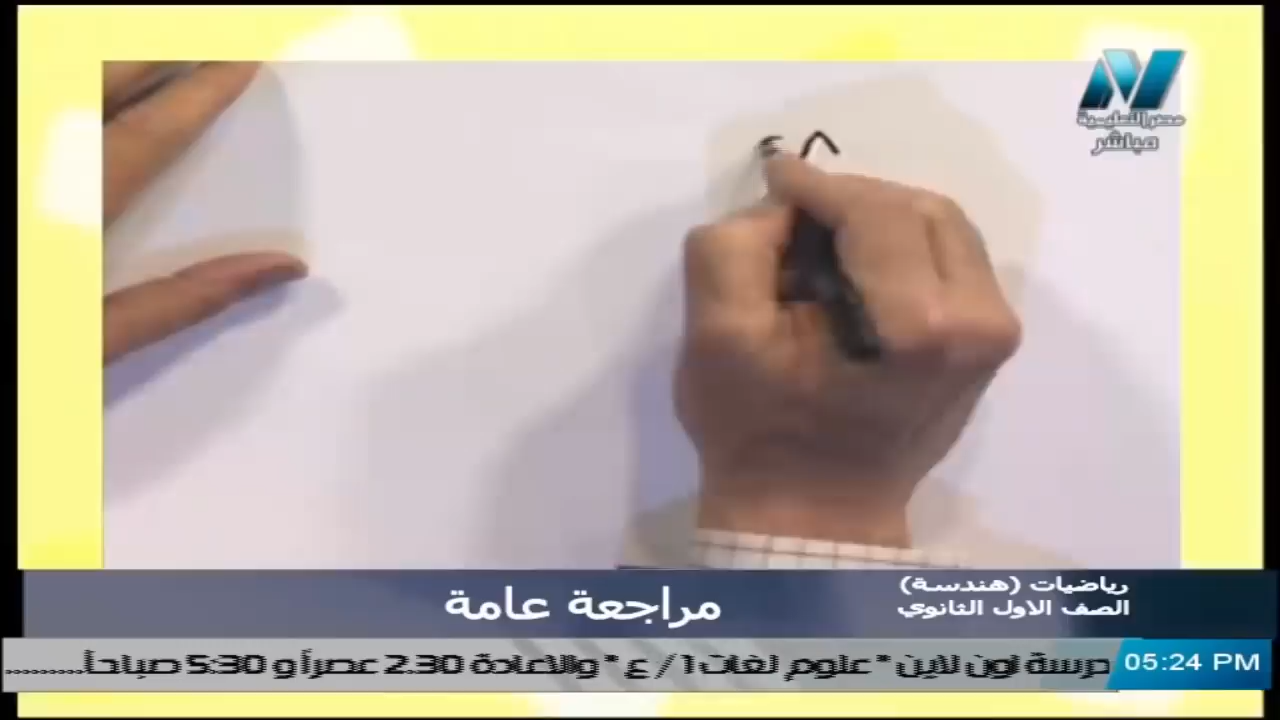 مصر التعليمية
مباشر
رياضيات (هندسة)
الصف الاول الثانوي
مراجعة عامة
05:24 PM
درسة اون لاين * علوم لغات 1 / ع * والاعادة 2.30 عصراً و 5:30 صباحاً.........